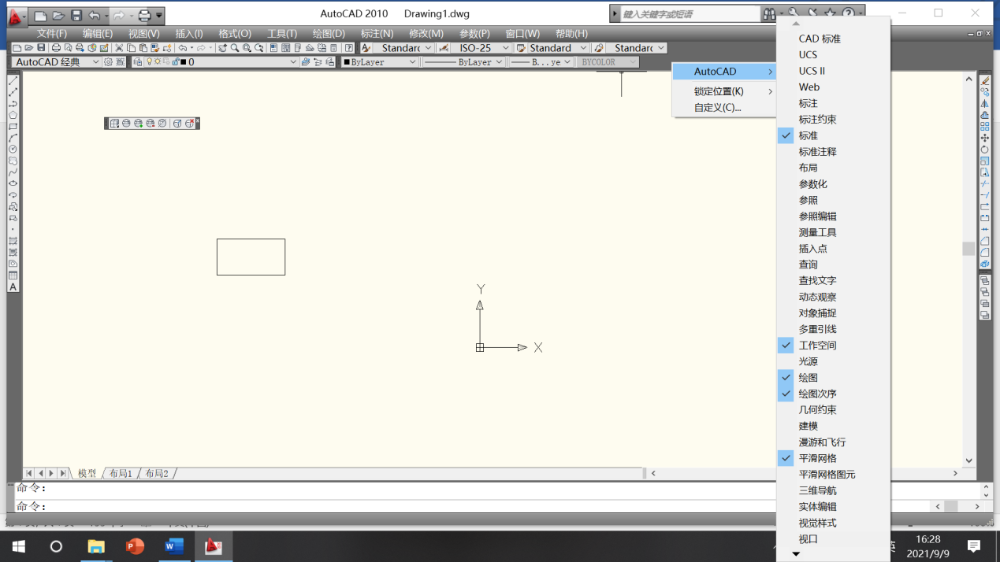 AutoCAD 2010 Drawing1.dwg
键入关键字或短语
文件(F) 编辑(E) 视图(V) 插入(I) 格式(O) 工具(T) 绘图(D) 标注(N) 修改(M) 参数(P) 窗口(W) 帮助(H)
Standard ISO-25 Standard Standard
AutoCAD 经典 0 ByLayer ByLayer B...ye BYCOLOR
AutoCAD
锁定位置(K)
自定义(C)...
CAD 标准
UCS
UCS II
Web
标注
标注约束
标准
标准注释
布局
参数化
参照
参照编辑
测量工具
插入点
查询
查找文字
动态观察
对象捕捉
多重引线
工作空间
光源
绘图
绘图次序
几何约束
建模
漫游和飞行
平滑网格
平滑网格图元
三维导航
实体编辑
视觉样式
视口
A
Y
X
模型 布局1 布局2
命令:
命令:
英
16:28
2021/9/9